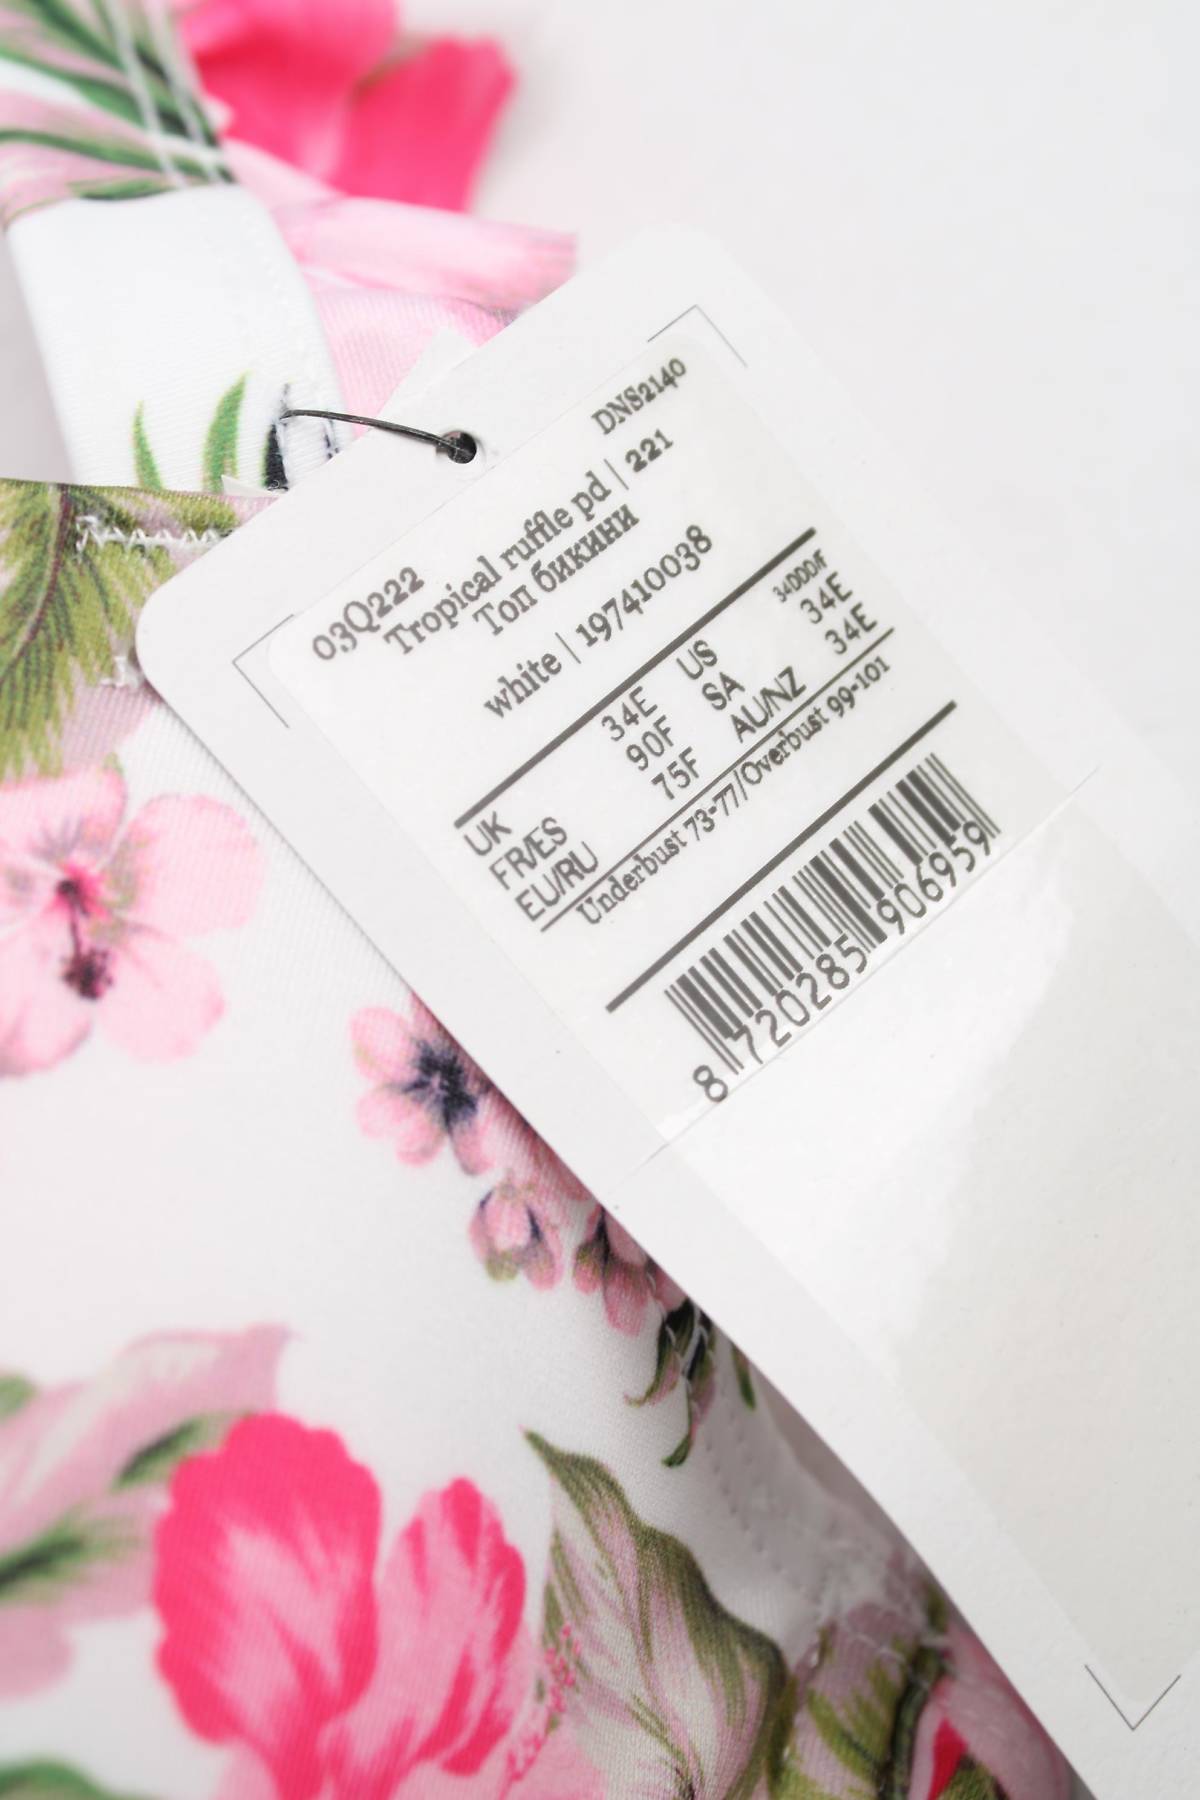 03Q222 DNS2140
Tropical ruffle pd | 221
Топ бикини
white | 197410038
UK 34E US 34DDD/F
FR/ES 90F SA 34E
EU/RU 75F AU/NZ 34E
Underbust 73-77/Overbust 99-101
8 720285 906959